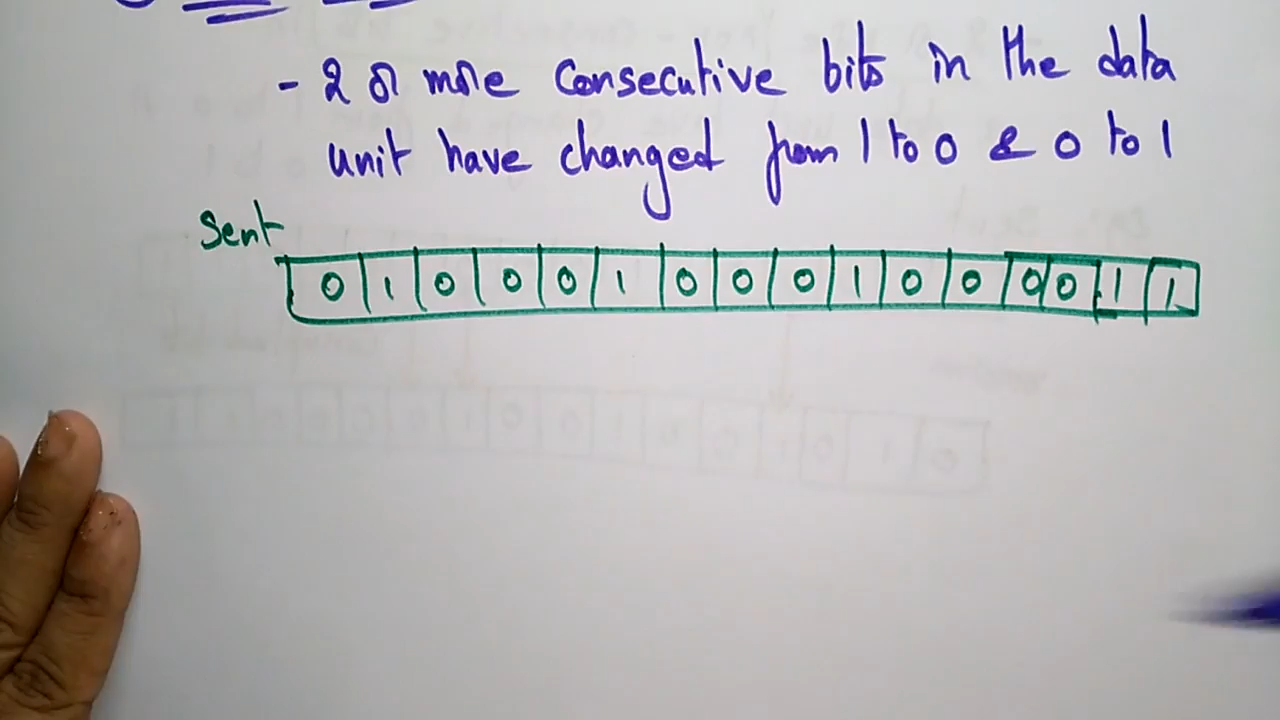 - 2 or more consecutive bits in the data
unit have changed from 1 to 0 & 0 to 1
Sent
0 1 0 0 0 1 0 0 0 1 0 0 0 0 1 1